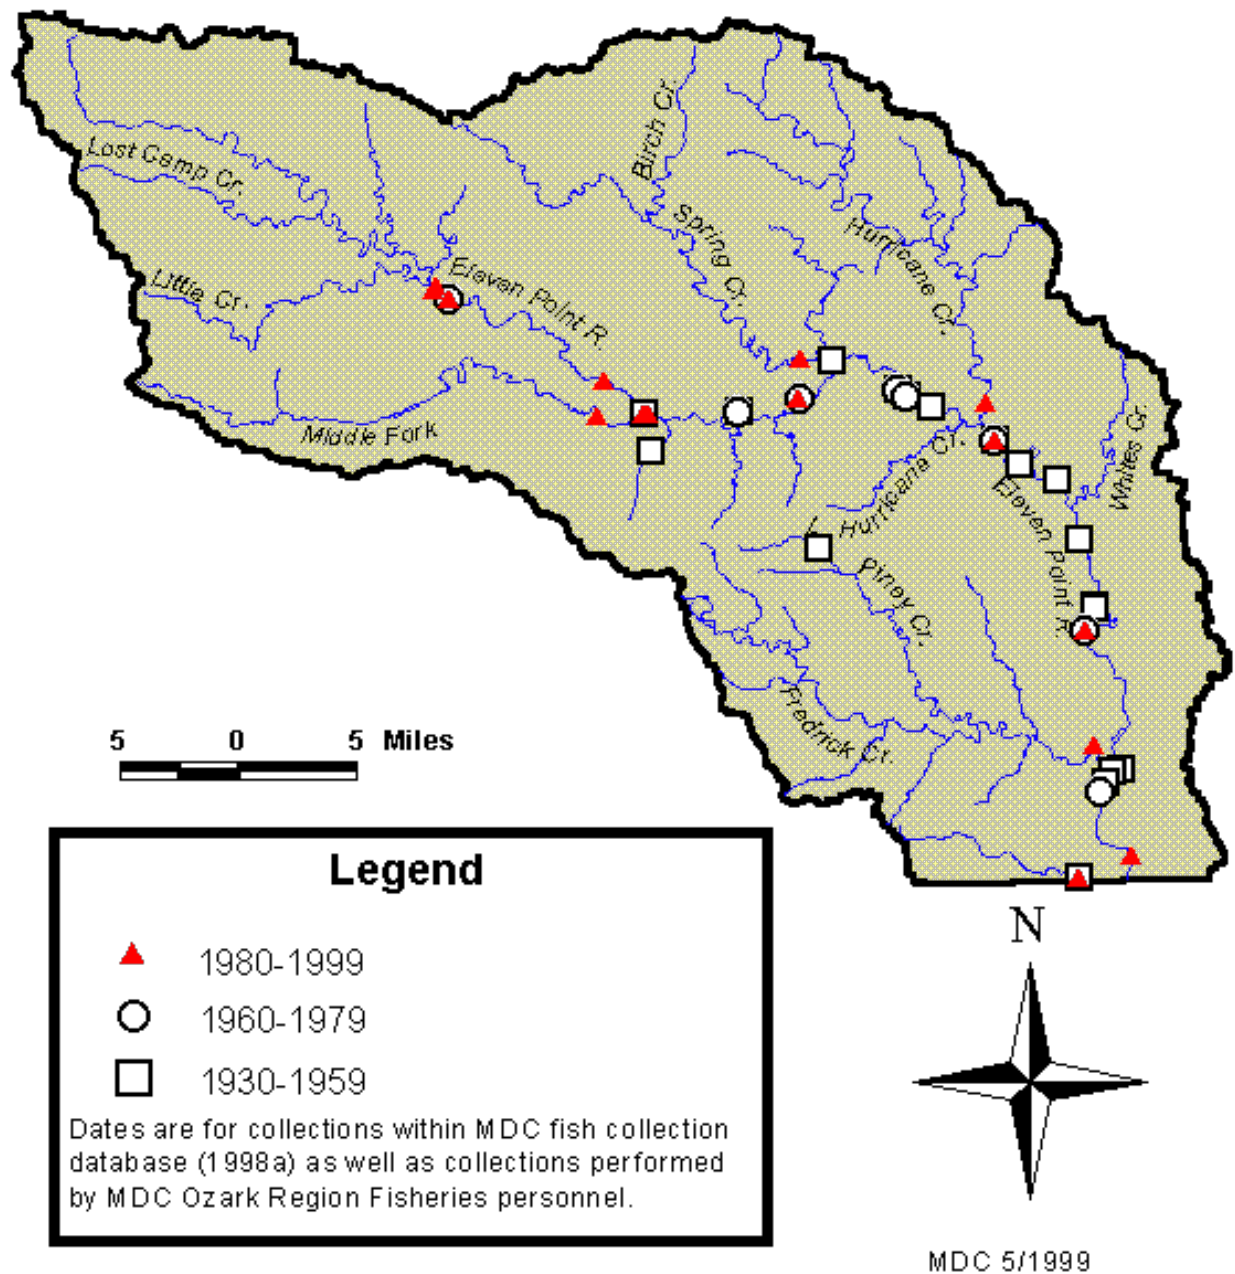 Birch Cr.
Lost Camp Cr.
Spring Cr.
Hurricane Cr.
Little Cr.
Eleven Point R.
Whites Cr.
Middle Fork
L. Hurricane Cr.
Eleven Point R.
Piney Cr.
Fredrick Cr.
5 0 5 Miles
Legend
1980-1999
1960-1979
1930-1959
Dates are for collections within MDC fish collection
database (1998a) as well as collections performed
by MDC Ozark Region Fisheries personnel.
N
MDC 5/1999